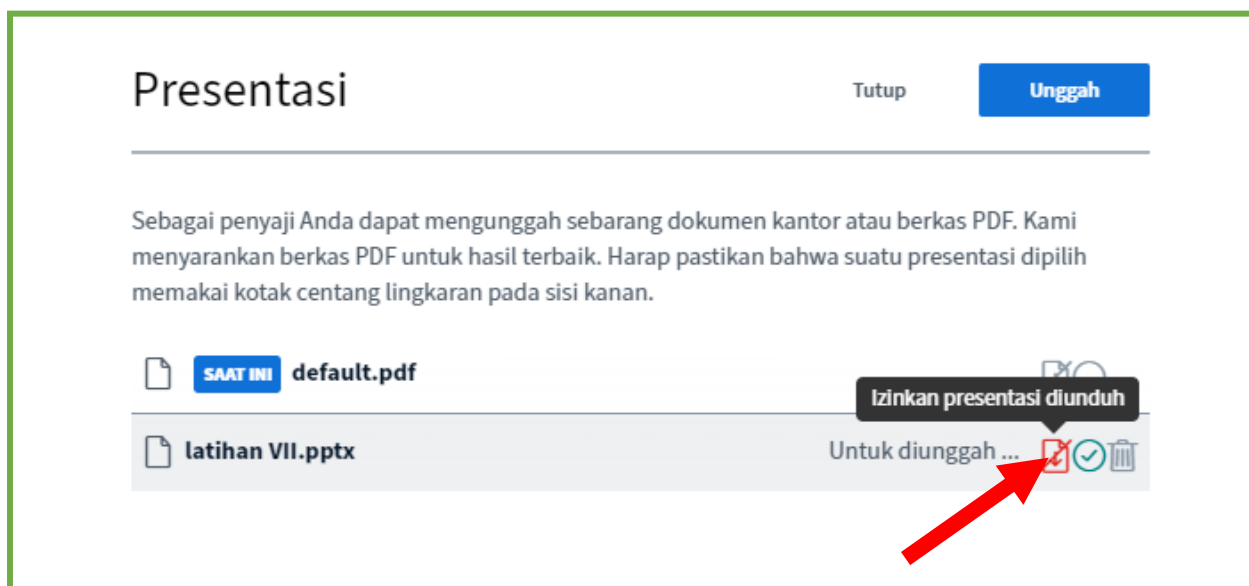 Presentasi
Tutup
Unggah
Sebagai penyaji Anda dapat mengunggah sebarang dokumen kantor atau berkas PDF. Kami
menyarankan berkas PDF untuk hasil terbaik. Harap pastikan bahwa suatu presentasi dipilih
memakai kotak centang lingkaran pada sisi kanan.
SAAT INI default.pdf
Izinkan presentasi diunduh
latihan VII.pptx
Untuk diunggah ...